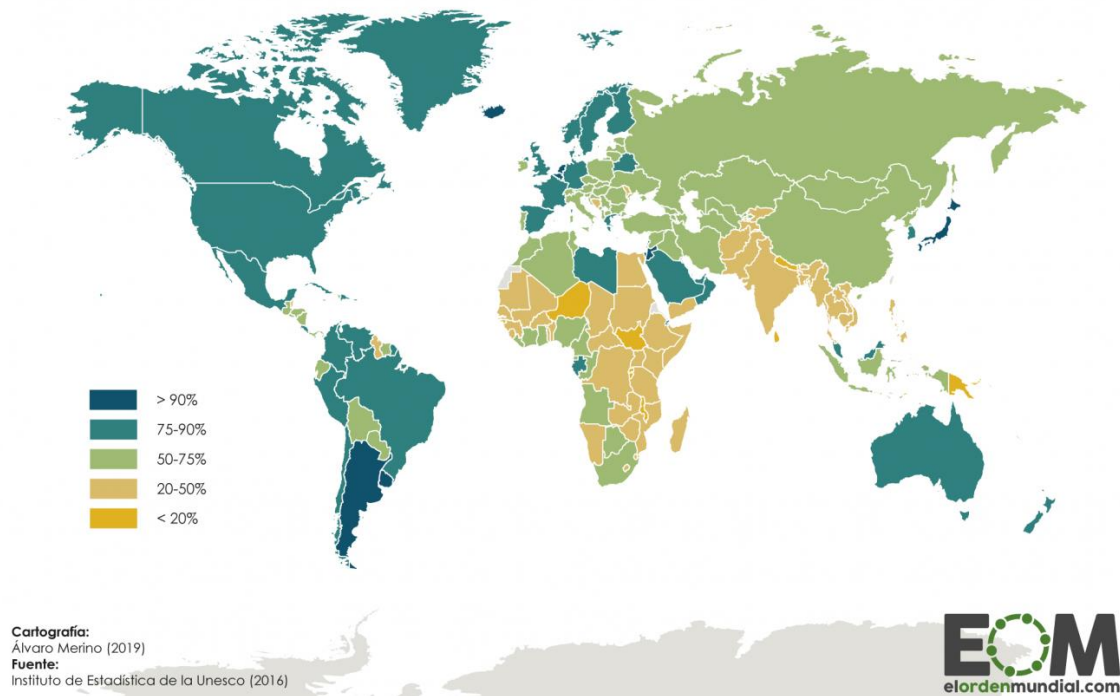 > 90%
75-90%
50-75%
20-50%
< 20%
Cartografía:
Álvaro Merino (2019)
Fuente:
Instituto de Estadística de la Unesco (2016)
EOM
elordenmundial.com